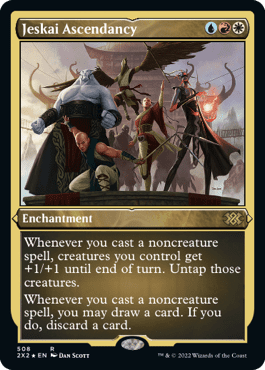 Jeskai Ascendancy
Enchantment
Whenever you cast a noncreature
spell, creatures you control get
+1/+1 until end of turn. Untap those
creatures.
Whenever you cast a noncreature
spell, you may draw a card. If you
do, discard a card.
508 R
2X2 ★ EN DAN SCOTT
™ & © 2022 Wizards of the Coast